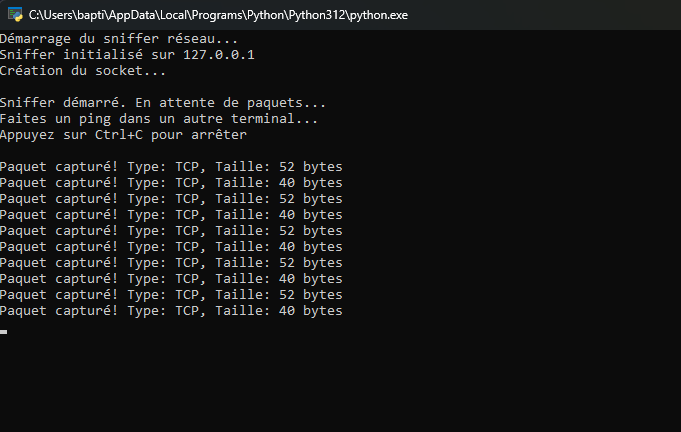 C:\Users\bapti\AppData\Local\Programs\Python\Python312\python.exe
Démarrage du sniffer réseau...
Sniffer initialisé sur 127.0.0.1
Création du socket...
Sniffer démarré. En attente de paquets...
Faites un ping dans un autre terminal...
Appuyez sur Ctrl+C pour arrêter
Paquet capturé! Type: TCP, Taille: 52 bytes
Paquet capturé! Type: TCP, Taille: 40 bytes
Paquet capturé! Type: TCP, Taille: 52 bytes
Paquet capturé! Type: TCP, Taille: 40 bytes
Paquet capturé! Type: TCP, Taille: 52 bytes
Paquet capturé! Type: TCP, Taille: 40 bytes
Paquet capturé! Type: TCP, Taille: 52 bytes
Paquet capturé! Type: TCP, Taille: 40 bytes
Paquet capturé! Type: TCP, Taille: 52 bytes
Paquet capturé! Type: TCP, Taille: 40 bytes